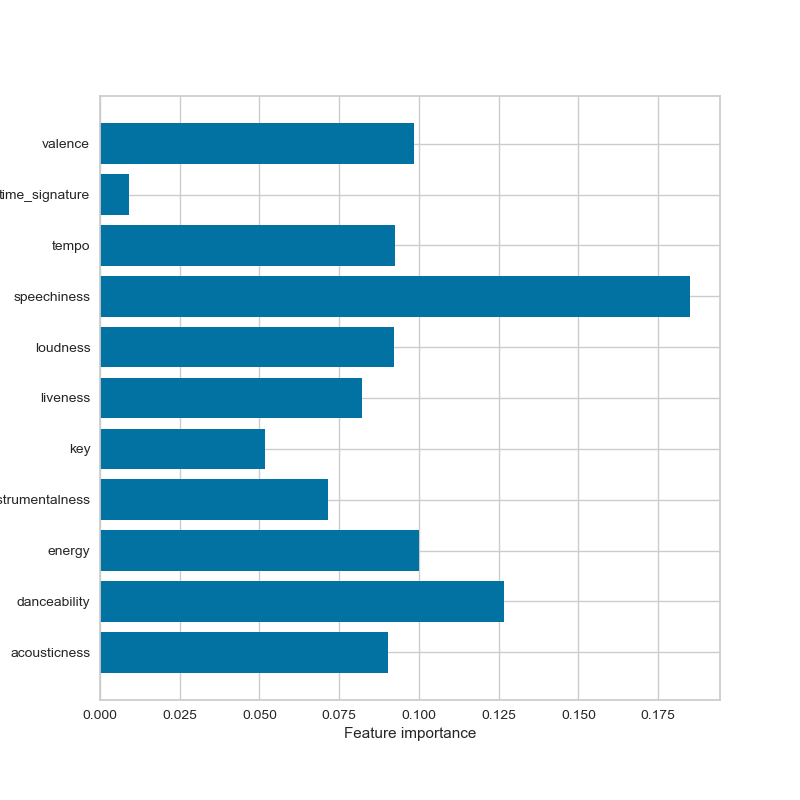 valence
time_signature
tempo
speechiness
loudness
liveness
key
strumentalness
energy
danceability
acousticness
0.000 0.025 0.050 0.075 0.100 0.125 0.150 0.175
Feature importance